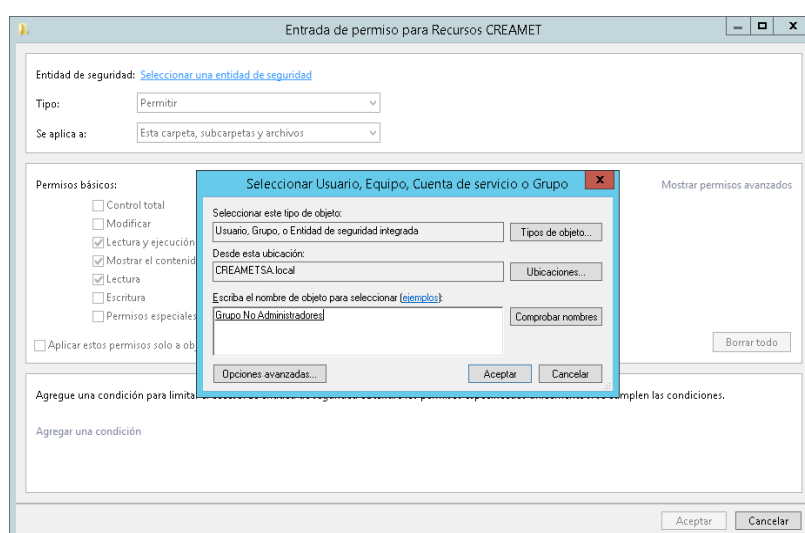 Entrada de permiso para Recursos CREAMET
Entidad de seguridad: Seleccionar una entidad de seguridad
Tipo: Permitir
Se aplica a: Esta carpeta, subcarpetas y archivos
Permisos básicos:
Mostrar permisos avanzados
Control total
Modificar
Lectura y ejecución
Mostrar el contenid
Lectura
Escritura
Permisos especiales
Aplicar estos permisos solo a obj
Borrar todo
Seleccionar Usuario, Equipo, Cuenta de servicio o Grupo
Seleccionar este tipo de objeto:
Usuario, Grupo, o Entidad de seguridad integrada
Tipos de objeto...
Desde esta ubicación:
CREAMETSA.local
Ubicaciones...
Escriba el nombre de objeto para seleccionar (ejemplos):
Grupo No Administradores
Comprobar nombres
Opciones avanzadas...
Aceptar
Cancelar
Agregue una condición para limitar
cumplen las condiciones.
Agregar una condición
Aceptar
Cancelar